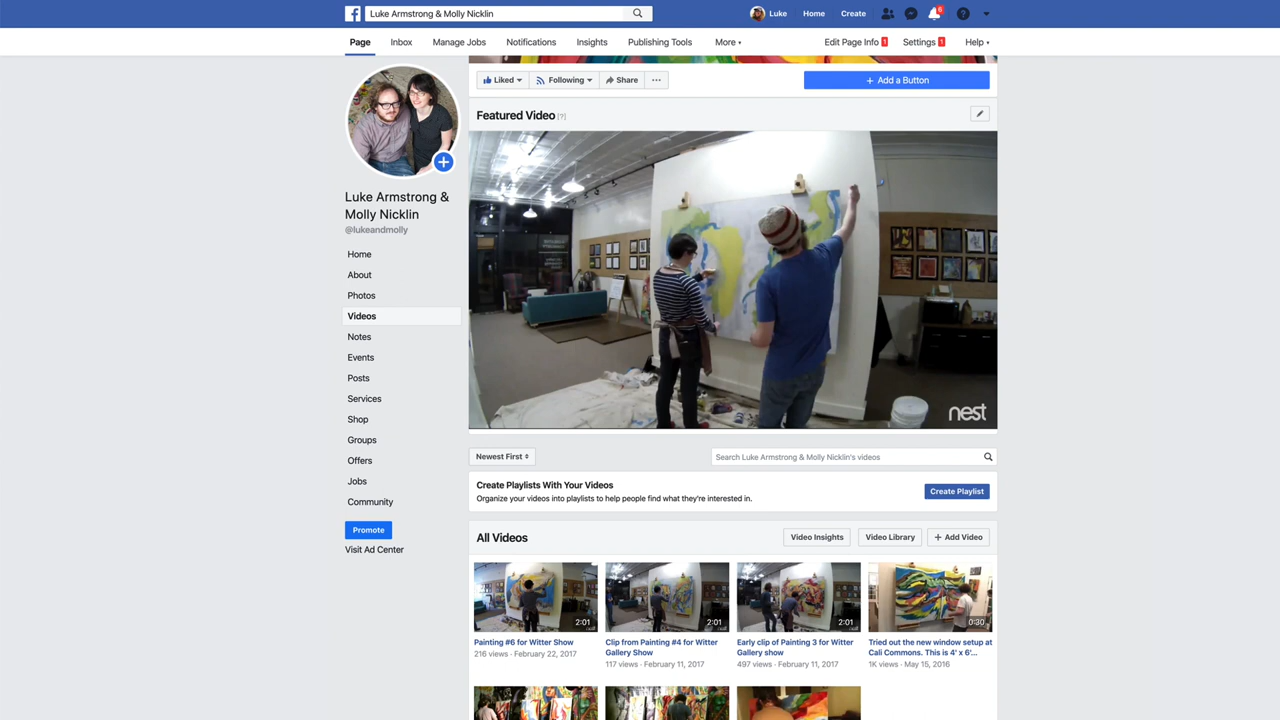 Luke Armstrong & Molly Nicklin
Luke Home Create 6
Page Inbox Manage Jobs Notifications Insights Publishing Tools More Edit Page Info 1 Settings 1 Help
Liked Following Share ... + Add a Button
Featured Video [?]
Luke Armstrong &
Molly Nicklin
@lukeandmolly
Home
About
Photos
Videos
Notes
Events
Posts
Services
Shop
Groups
Offers
Jobs
Community
Promote
Visit Ad Center
nest
Newest First Search Luke Armstrong & Molly Nicklin's videos
Create Playlists With Your Videos
Organize your videos into playlists to help people find what they're interested in.
Create Playlist
All Videos Video Insights Video Library + Add Video
2:01 2:01 2:01 0:30
Painting #6 for Witter Show
216 views · February 22, 2017
Clip from Painting #4 for Witter
Gallery Show
117 views · February 11, 2017
Early clip of Painting 3 for Witter
Gallery show
497 views · February 11, 2017
Tried out the new window setup at
Cali Commons. This is 4' x 6'...
1K views · May 15, 2016